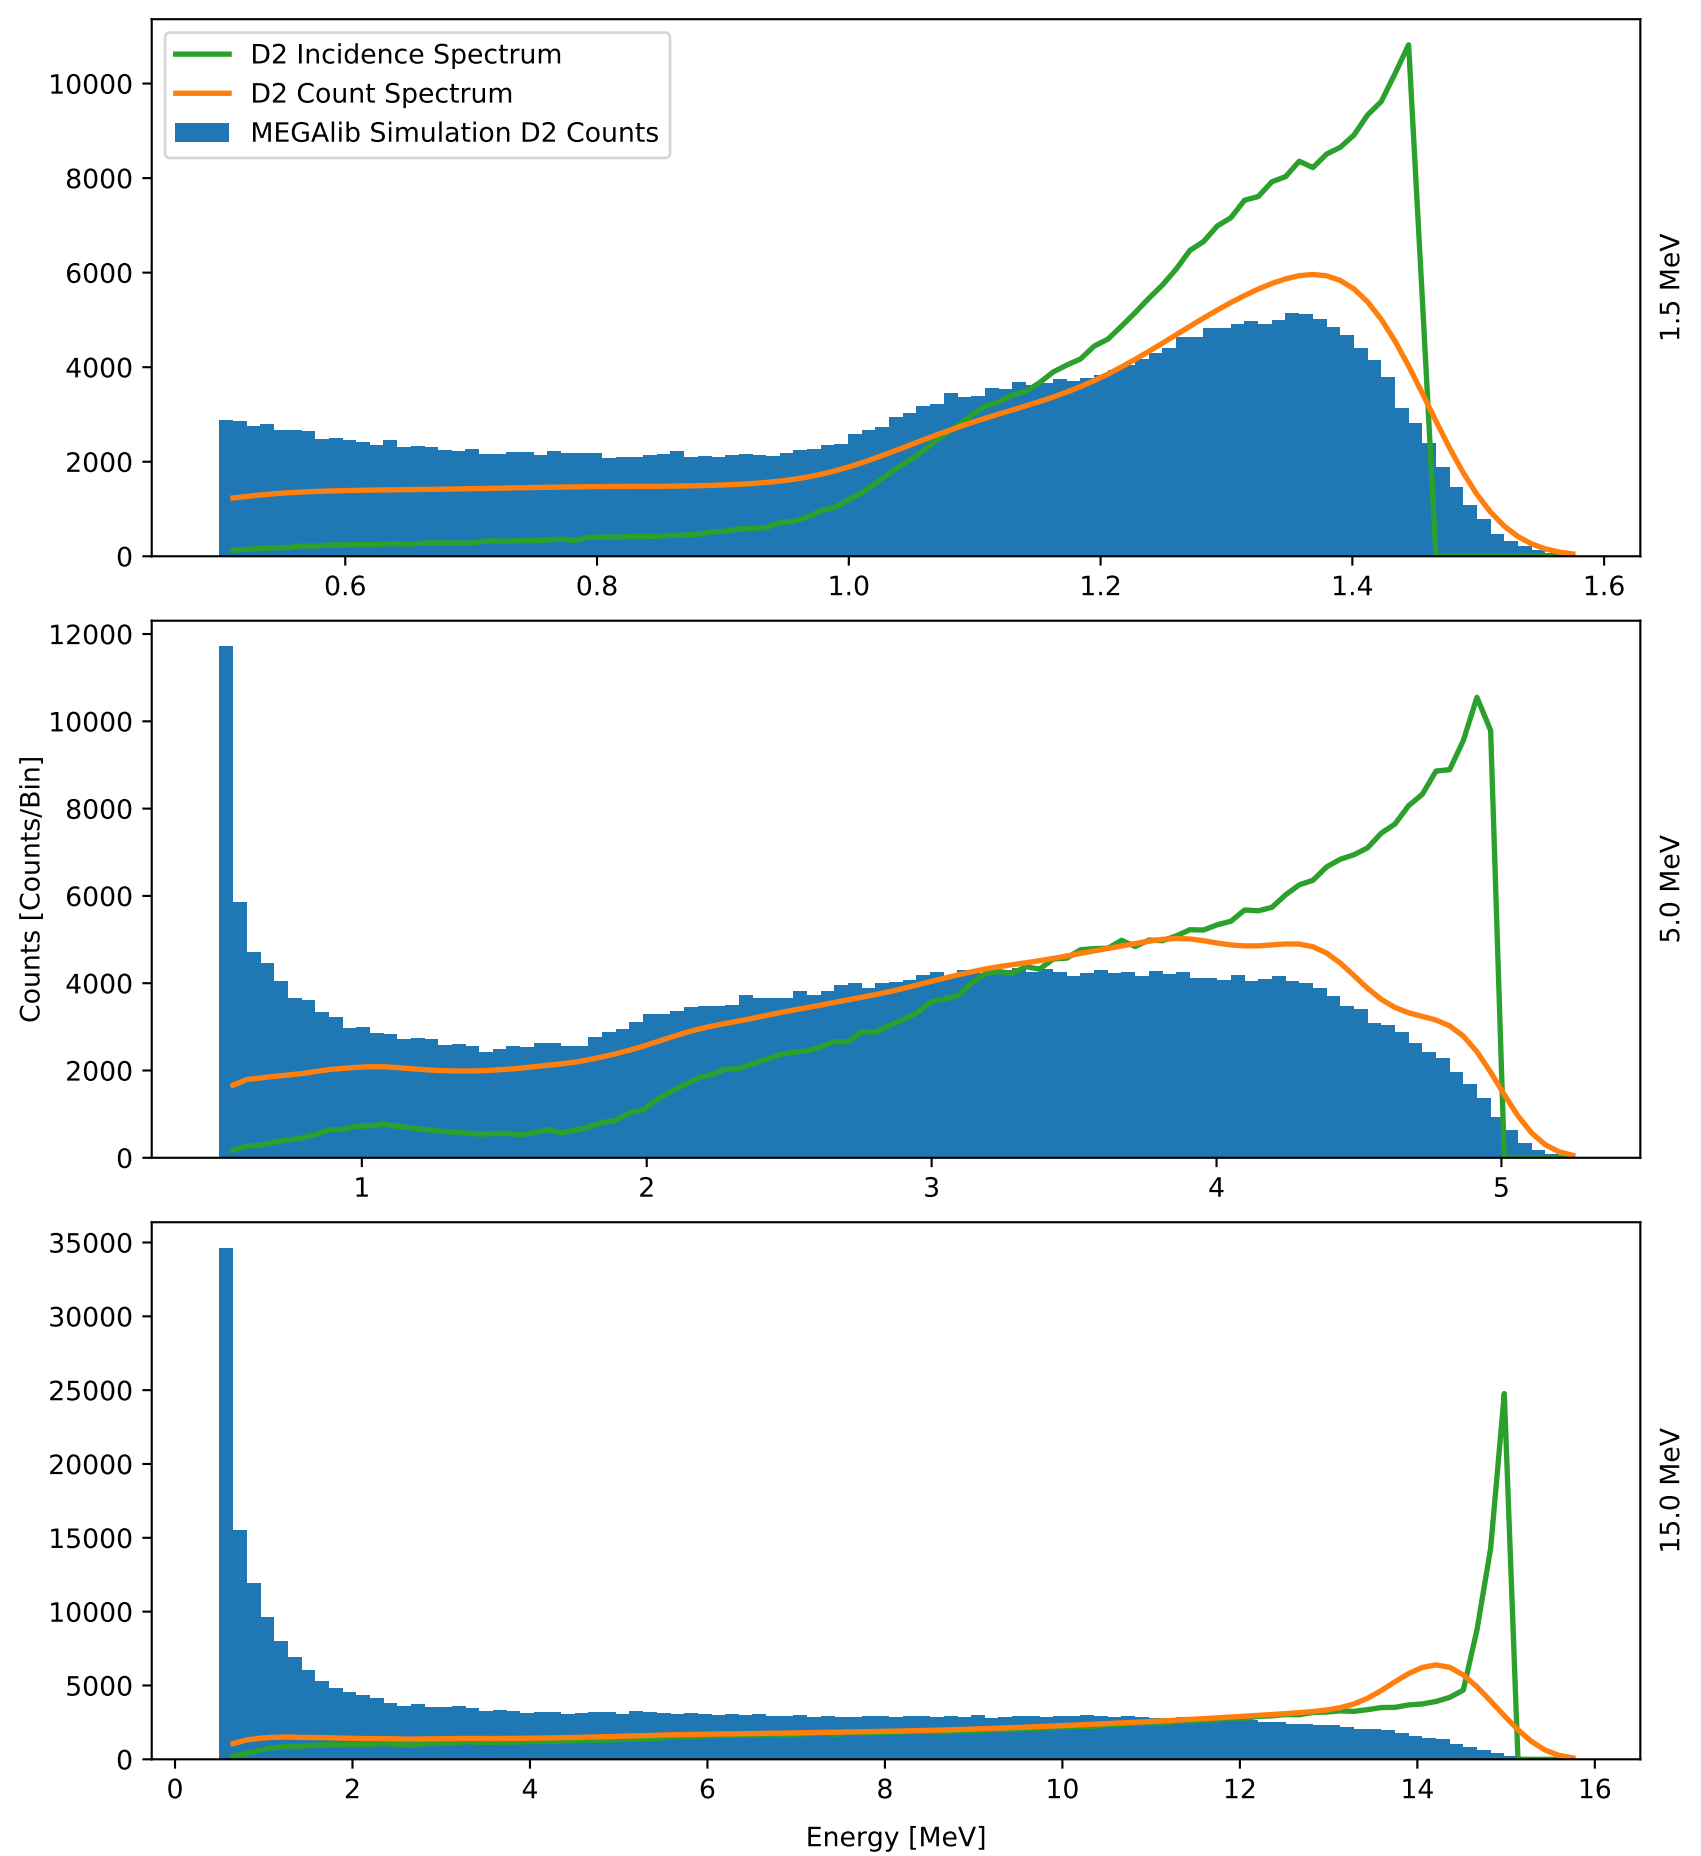 D2 Incidence Spectrum
D2 Count Spectrum
MEGAlib Simulation D2 Counts
10000
8000
6000
4000
2000
0
0.6 0.8 1.0 1.2 1.4 1.6
1.5 MeV
12000
10000
8000
6000
4000
2000
0
1 2 3 4 5
5.0 MeV
Counts [Counts/Bin]
35000
30000
25000
20000
15000
10000
5000
0
0 2 4 6 8 10 12 14 16
15.0 MeV
Energy [MeV]